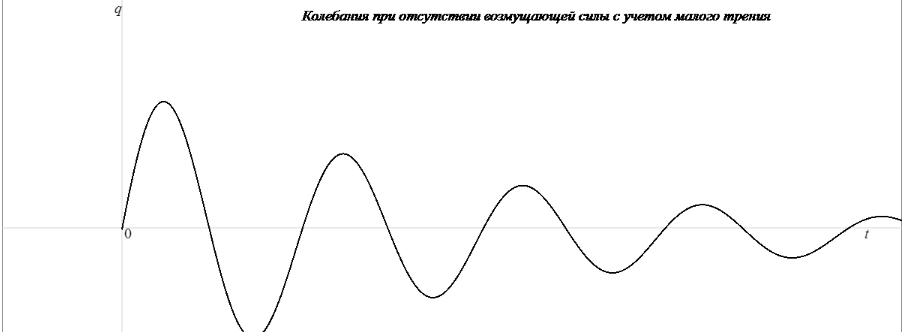 q
Колебания при отсутствии возмущающей силы с учетом малого трения
0
t